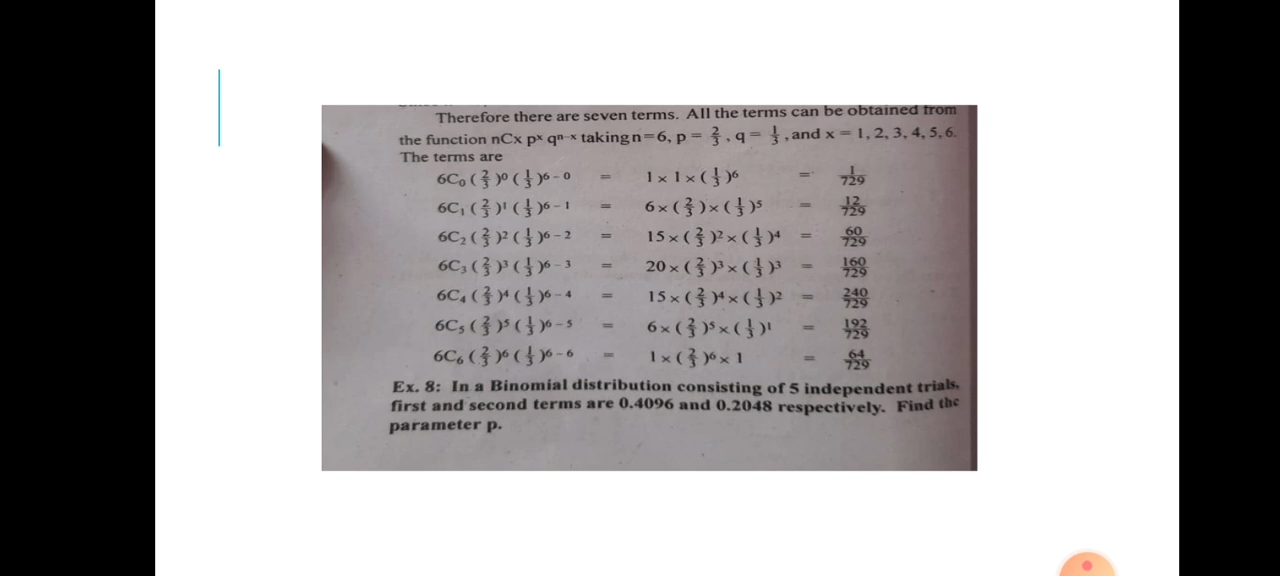 Therefore there are seven terms. All the terms can be obtained from
the function nCx pˣ qⁿ⁻ˣ taking n=6, p = 2/3, q = 1/3, and x = 1, 2, 3, 4, 5, 6.
The terms are
6C₀ (2/3)⁰ (1/3)⁶⁻⁰ = 1 × 1 × (1/3)⁶ = 1/729
6C₁ (2/3)¹ (1/3)⁶⁻¹ = 6 × (2/3) × (1/3)⁵ = 12/729
6C₂ (2/3)² (1/3)⁶⁻² = 15 × (2/3)² × (1/3)⁴ = 60/729
6C₃ (2/3)³ (1/3)⁶⁻³ = 20 × (2/3)³ × (1/3)³ = 160/729
6C₄ (2/3)⁴ (1/3)⁶⁻⁴ = 15 × (2/3)⁴ × (1/3)² = 240/729
6C₅ (2/3)⁵ (1/3)⁶⁻⁵ = 6 × (2/3)⁵ × (1/3)¹ = 192/729
6C₆ (2/3)⁶ (1/3)⁶⁻⁶ = 1 × (2/3)⁶ × 1 = 64/729
Ex. 8: In a Binomial distribution consisting of 5 independent trials,
first and second terms are 0.4096 and 0.2048 respectively. Find the
parameter p.